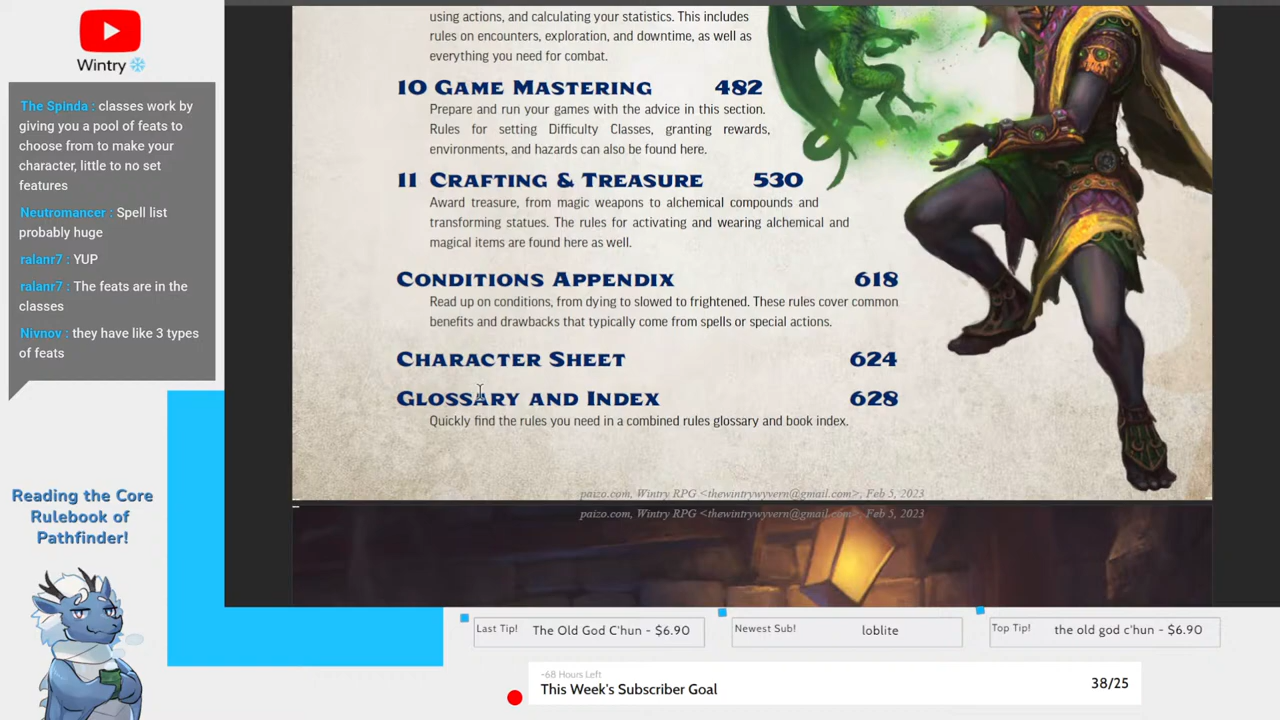 Wintry
The Spinda : classes work by
giving you a pool of feats to
choose from to make your
character, little to no set
features
Neutromancer : Spell list
probably huge
ralanr7 : YUP
ralanr7 : The feats are in the
classes
Nivnov : they have like 3 types
of feats
using actions, and calculating your statistics. This includes
rules on encounters, exploration, and downtime, as well as
everything you need for combat.
10 GAME MASTERING 482
Prepare and run your games with the advice in this section.
Rules for setting Difficulty Classes, granting rewards,
environments, and hazards can also be found here.
11 CRAFTING & TREASURE 530
Award treasure, from magic weapons to alchemical compounds and
transforming statues. The rules for activating and wearing alchemical and
magical items are found here as well.
CONDITIONS APPENDIX 618
Read up on conditions, from dying to slowed to frightened. These rules cover common
benefits and drawbacks that typically come from spells or special actions.
CHARACTER SHEET 624
GLOSSARY AND INDEX 628
Quickly find the rules you need in a combined rules glossary and book index.
paizo.com, Wintry RPG <thewintrywyvern@gmail.com>, Feb 5, 2023
paizo.com, Wintry RPG <thewintrywyvern@gmail.com>, Feb 5, 2023
Reading the Core
Rulebook of
Pathfinder!
Last Tip! The Old God C'hun - $6.90
Newest Sub! loblite
Top Tip! the old god c'hun - $6.90
-68 Hours Left
This Week's Subscriber Goal 38/25